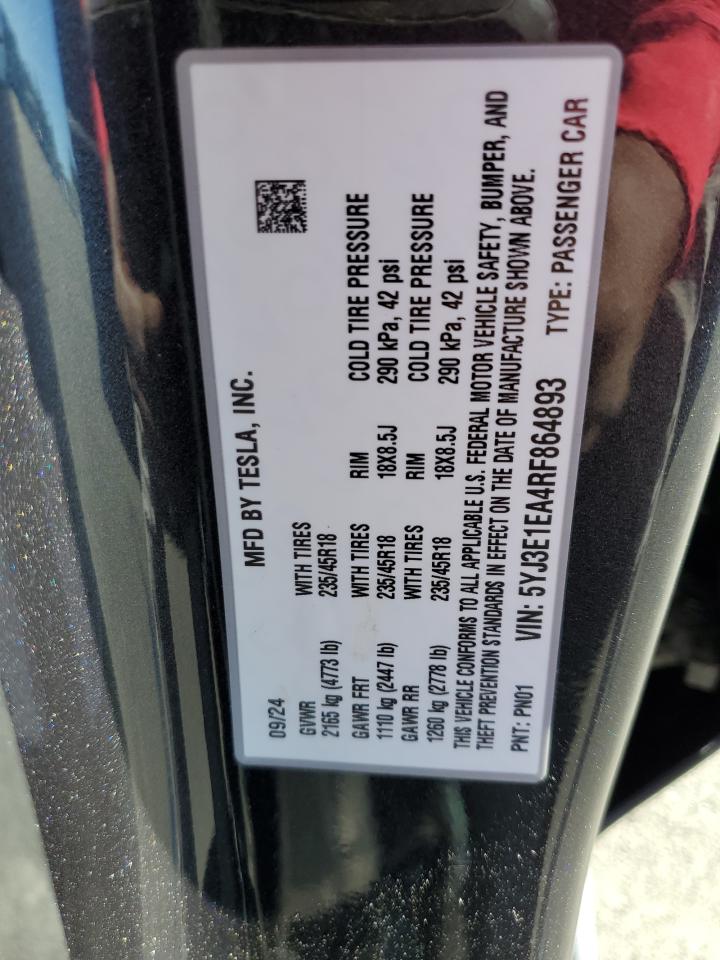 MFD BY TESLA, INC.
09/24
GVWR WITH TIRES
2165 kg (4773 lb) 235/45R18
GAWR FRT WITH TIRES RIM COLD TIRE PRESSURE
1110 kg (2447 lb) 235/45R18 18X8.5J 290 kPa, 42 psi
GAWR RR WITH TIRES RIM COLD TIRE PRESSURE
1260 kg (2778 lb) 235/45R18 18X8.5J 290 kPa, 42 psi
THIS VEHICLE CONFORMS TO ALL APPLICABLE U.S. FEDERAL MOTOR VEHICLE SAFETY, BUMPER, AND
THEFT PREVENTION STANDARDS IN EFFECT ON THE DATE OF MANUFACTURE SHOWN ABOVE.
PNT: PN01 VIN: 5YJ3E1EA4RF864893 TYPE: PASSENGER CAR